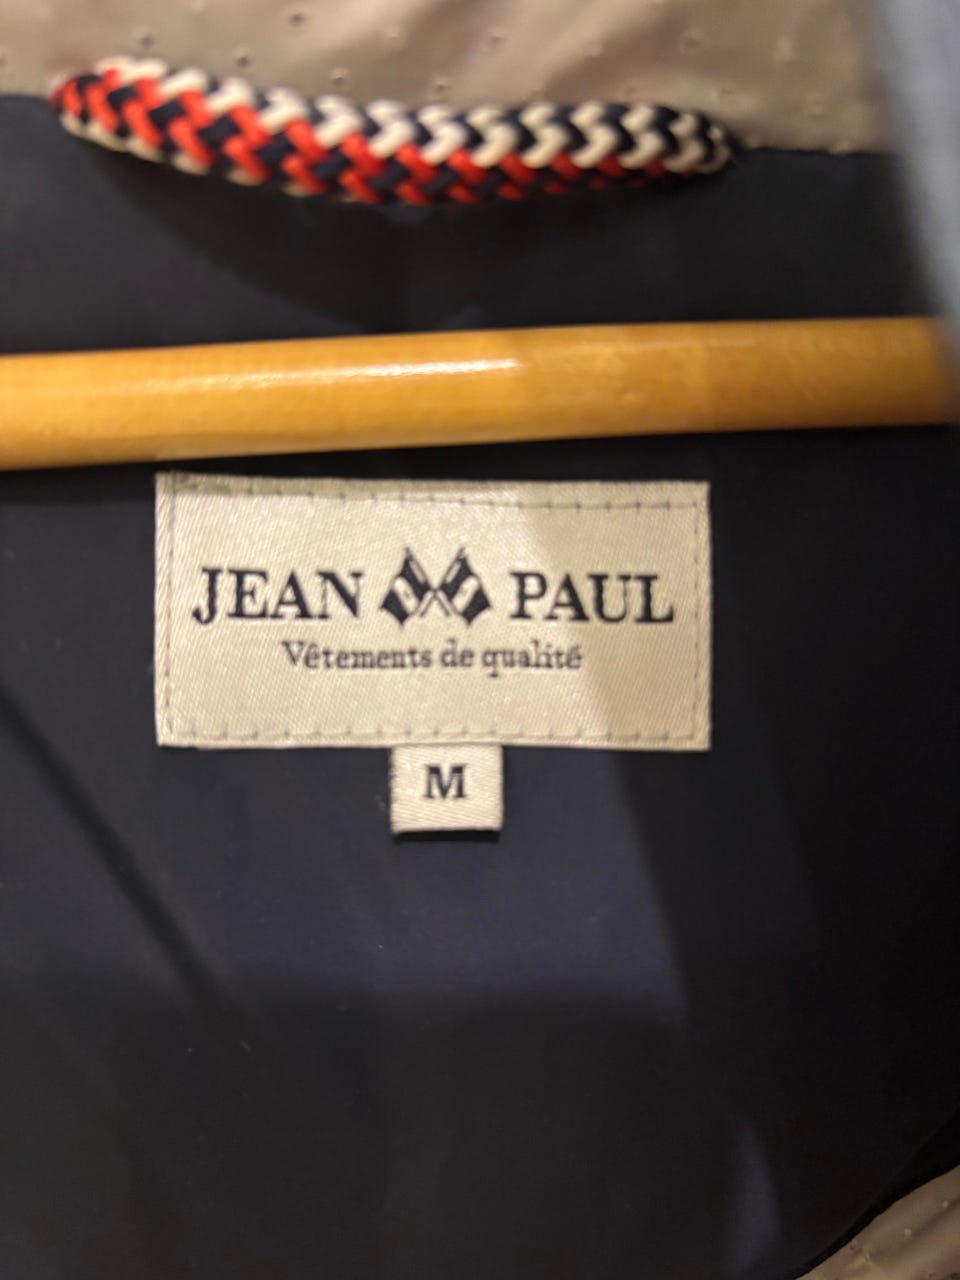 JEAN PAUL
Vêtements de qualité
M